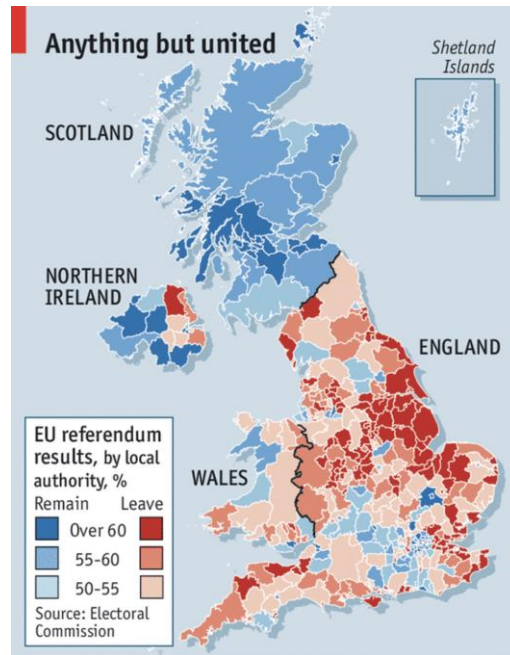 Anything but united
Shetland
Islands
SCOTLAND
NORTHERN
IRELAND
ENGLAND
WALES
EU referendum
results, by local
authority, %
Remain Leave
Over 60
55-60
50-55
Source: Electoral
Commission